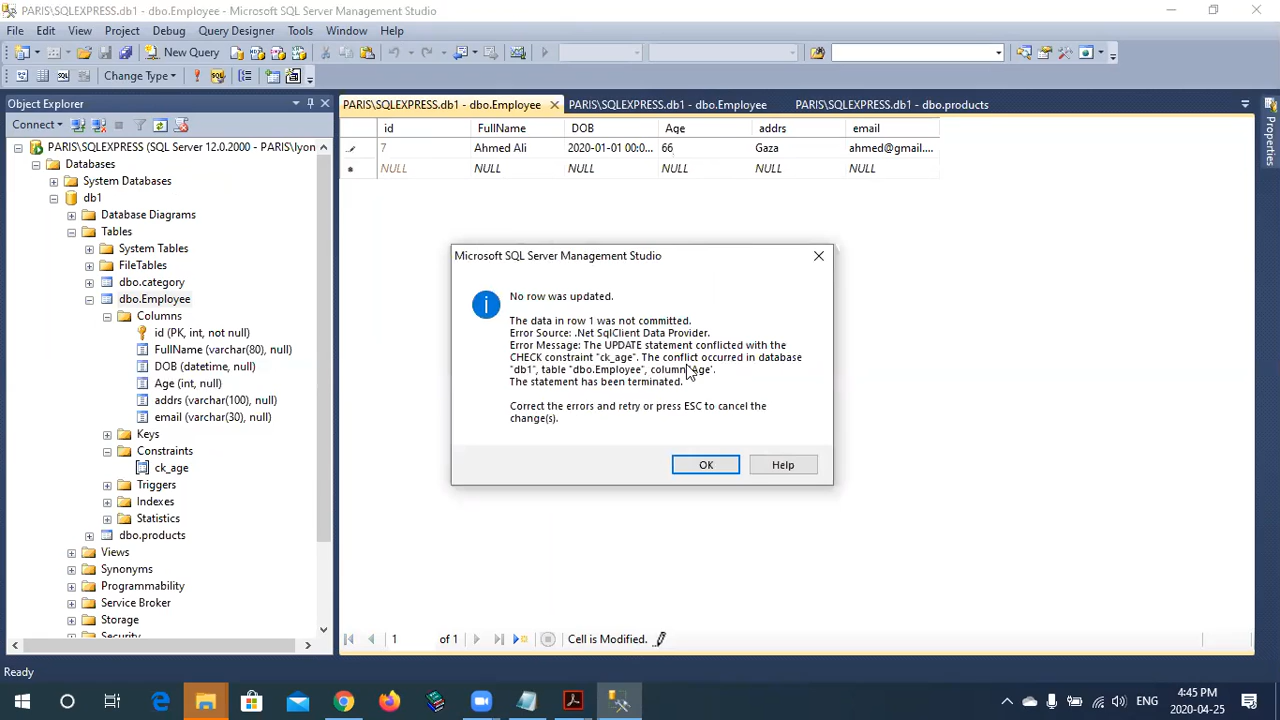 PARIS\SQLEXPRESS.db1 - dbo.Employee - Microsoft SQL Server Management Studio
File Edit View Project Debug Query Designer Tools Window Help
New Query
Change Type
Object Explorer
PARIS\SQLEXPRESS.db1 - dbo.Employee
PARIS\SQLEXPRESS.db1 - dbo.Employee
PARIS\SQLEXPRESS.db1 - dbo.products
Properties
Connect
PARIS\SQLEXPRESS (SQL Server 12.0.2000 - PARIS\lyon
Databases
System Databases
db1
Database Diagrams
Tables
System Tables
FileTables
dbo.category
dbo.Employee
Columns
id (PK, int, not null)
FullName (varchar(80), null)
DOB (datetime, null)
Age (int, null)
addrs (varchar(100), null)
email (varchar(30), null)
Keys
Constraints
ck_age
Triggers
Indexes
Statistics
dbo.products
Views
Synonyms
Programmability
Service Broker
Storage
Security
id FullName DOB Age addrs email
7 Ahmed Ali 2020-01-01 00:0... 66 Gaza ahmed@gmail....
NULL NULL NULL NULL NULL NULL
Microsoft SQL Server Management Studio
No row was updated.
The data in row 1 was not committed.
Error Source: .Net SqlClient Data Provider.
Error Message: The UPDATE statement conflicted with the
CHECK constraint "ck_age". The conflict occurred in database
"db1", table "dbo.Employee", column 'Age'.
The statement has been terminated.
Correct the errors and retry or press ESC to cancel the
change(s).
OK Help
1 of 1 Cell is Modified.
Ready
ENG
4:45 PM
2020-04-25